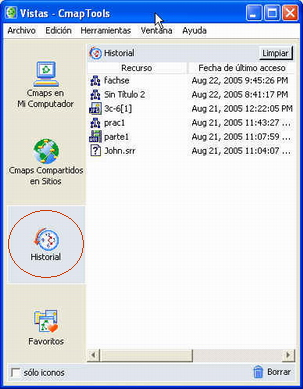 Vistas - CmapTools
Archivo Edición Herramientas Ventana Ayuda
Historial Limpiar
Recurso Fecha de último acceso
fachse Aug 22, 2005 9:45:26 PM
Sin Título 2 Aug 22, 2005 8:41:17 PM
3c-6[1] Aug 21, 2005 12:22:05 PM
prac1 Aug 21, 2005 11:43:27 ...
parte1 Aug 21, 2005 11:07:59 ...
John.srr Aug 21, 2005 11:04:07 ...
Cmaps en
Mi Computador
Cmaps Compartidos
en Sitios
Historial
Favoritos
sólo iconos Borrar